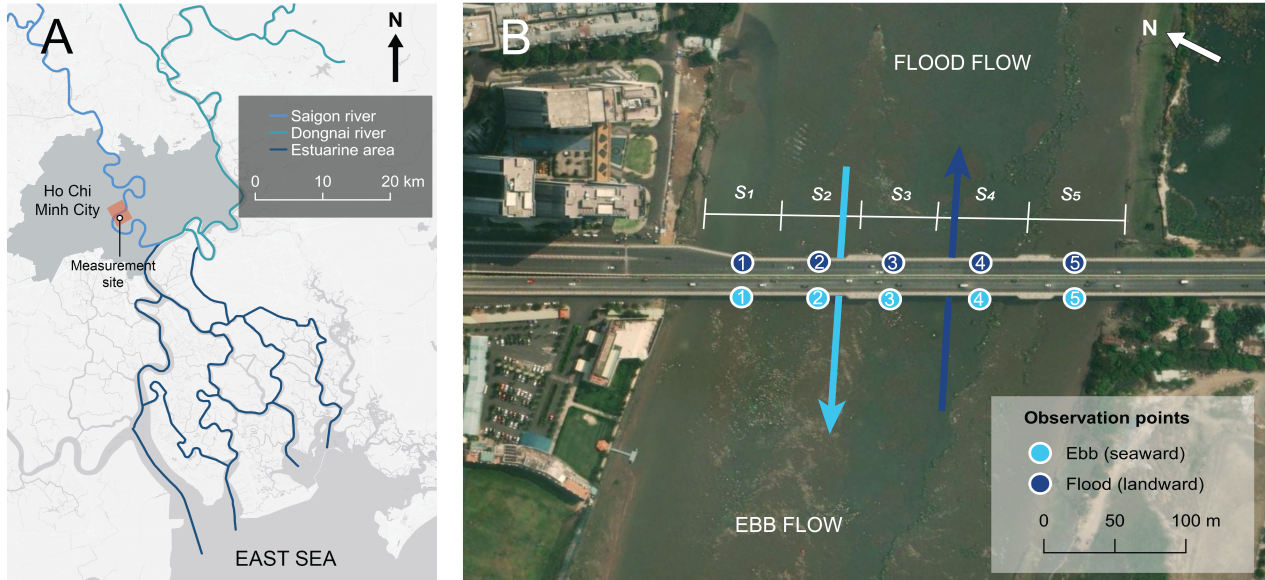 A
N
Saigon river
Dongnai river
Estuarine area
0 10 20 km
Ho Chi
Minh City
Measurement
site
EAST SEA
B
N
FLOOD FLOW
S1 S2 S3 S4 S5
1 2 3 4 5
1 2 3 4 5
EBB FLOW
Observation points
Ebb (seaward)
Flood (landward)
0 50 100 m